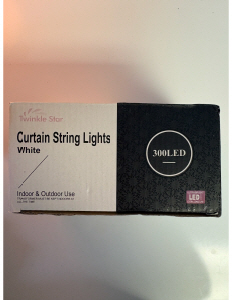 Twinkle Star
Curtain String Lights
White
300LED
Indoor & Outdoor Use
LED